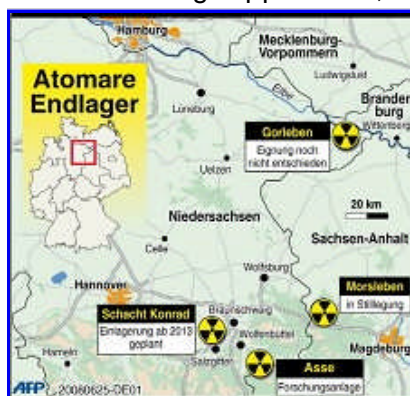 Hamburg
Mecklenburg-
Vorpommern
Ludwigslust
Atomare
Endlager
Elbe
Lüneburg
Branden
burg
Wittenberg
Gorleben
Eignung noch
nicht entschieden
Uelzen
20 km
Niedersachsen
Sachsen-Anhalt
Celle
Wolfsburg
Hannover
Morsleben
in Stilllegung
Schacht Konrad
Einlagerung ab 2013
geplant
Braunschweig
Wolfenbüttel
Salzgitter
Magdeburg
Hameln
Asse
Forschungsanlage
AFP
20060625-DE01